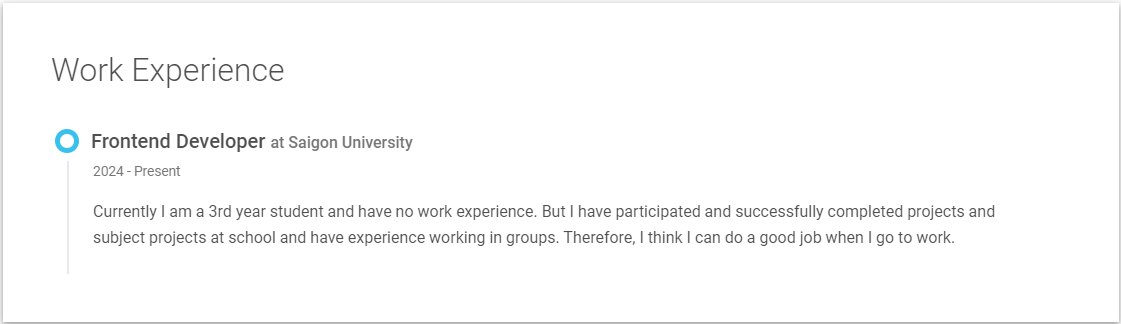 Work Experience
Frontend Developer at Saigon University
2024 - Present
Currently I am a 3rd year student and have no work experience. But I have participated and successfully completed projects and
subject projects at school and have experience working in groups. Therefore, I think I can do a good job when I go to work.